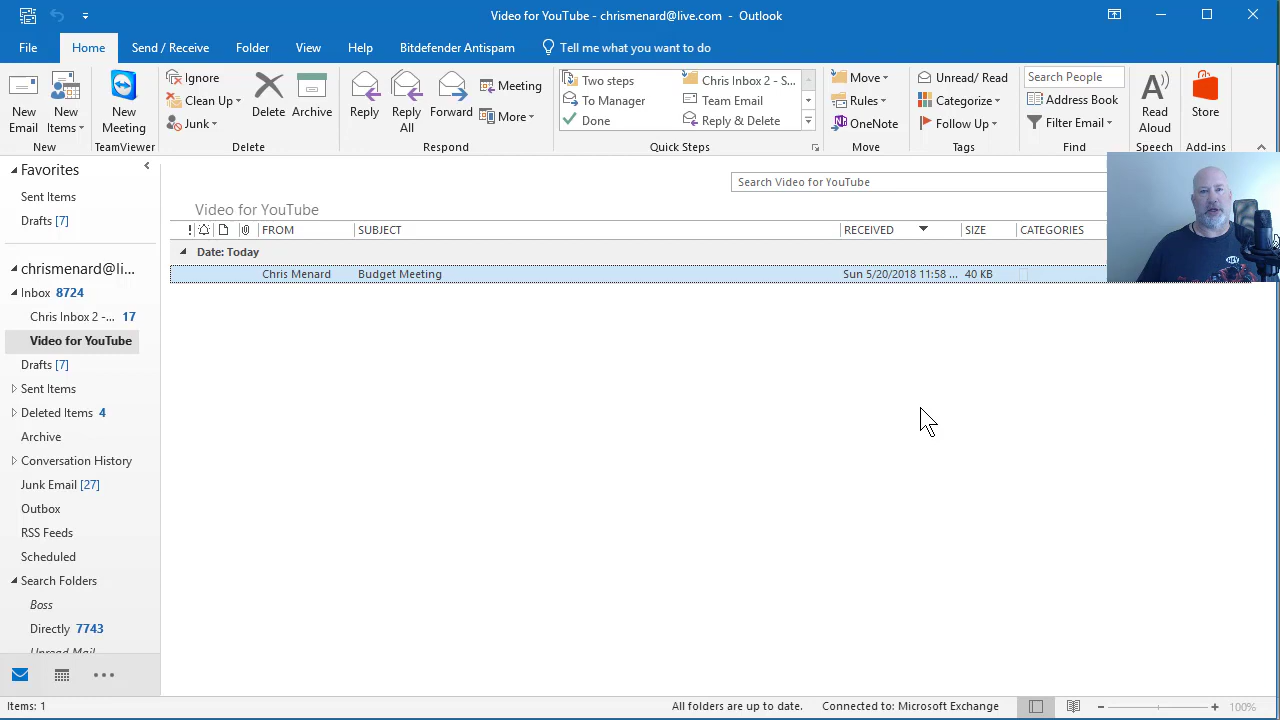 Video for YouTube - chrismenard@live.com - Outlook
File Home Send / Receive Folder View Help Bitdefender Antispam Tell me what you want to do
New Email
New Items
New
New Meeting
TeamViewer
Ignore
Clean Up
Junk
Delete
Archive
Delete
Reply
Reply All
Forward
Meeting
More
Respond
Two steps
To Manager
Done
Chris Inbox 2 - S...
Team Email
Reply & Delete
Quick Steps
Move
Rules
OneNote
Move
Unread/ Read
Categorize
Follow Up
Tags
Search People
Address Book
Filter Email
Find
Read Aloud
Speech
Store
Add-ins
Favorites
Sent Items
Drafts [7]
chrismenard@li...
Inbox 8724
Chris Inbox 2 -... 17
Video for YouTube
Drafts [7]
Sent Items
Deleted Items 4
Archive
Conversation History
Junk Email [27]
Outbox
RSS Feeds
Scheduled
Search Folders
Boss
Directly 7743
Unread Mail
Search Video for YouTube
Video for YouTube
! FROM SUBJECT RECEIVED SIZE CATEGORIES
Date: Today
Chris Menard Budget Meeting Sun 5/20/2018 11:58 ... 40 KB
HEY
Items: 1 All folders are up to date. Connected to: Microsoft Exchange 100%